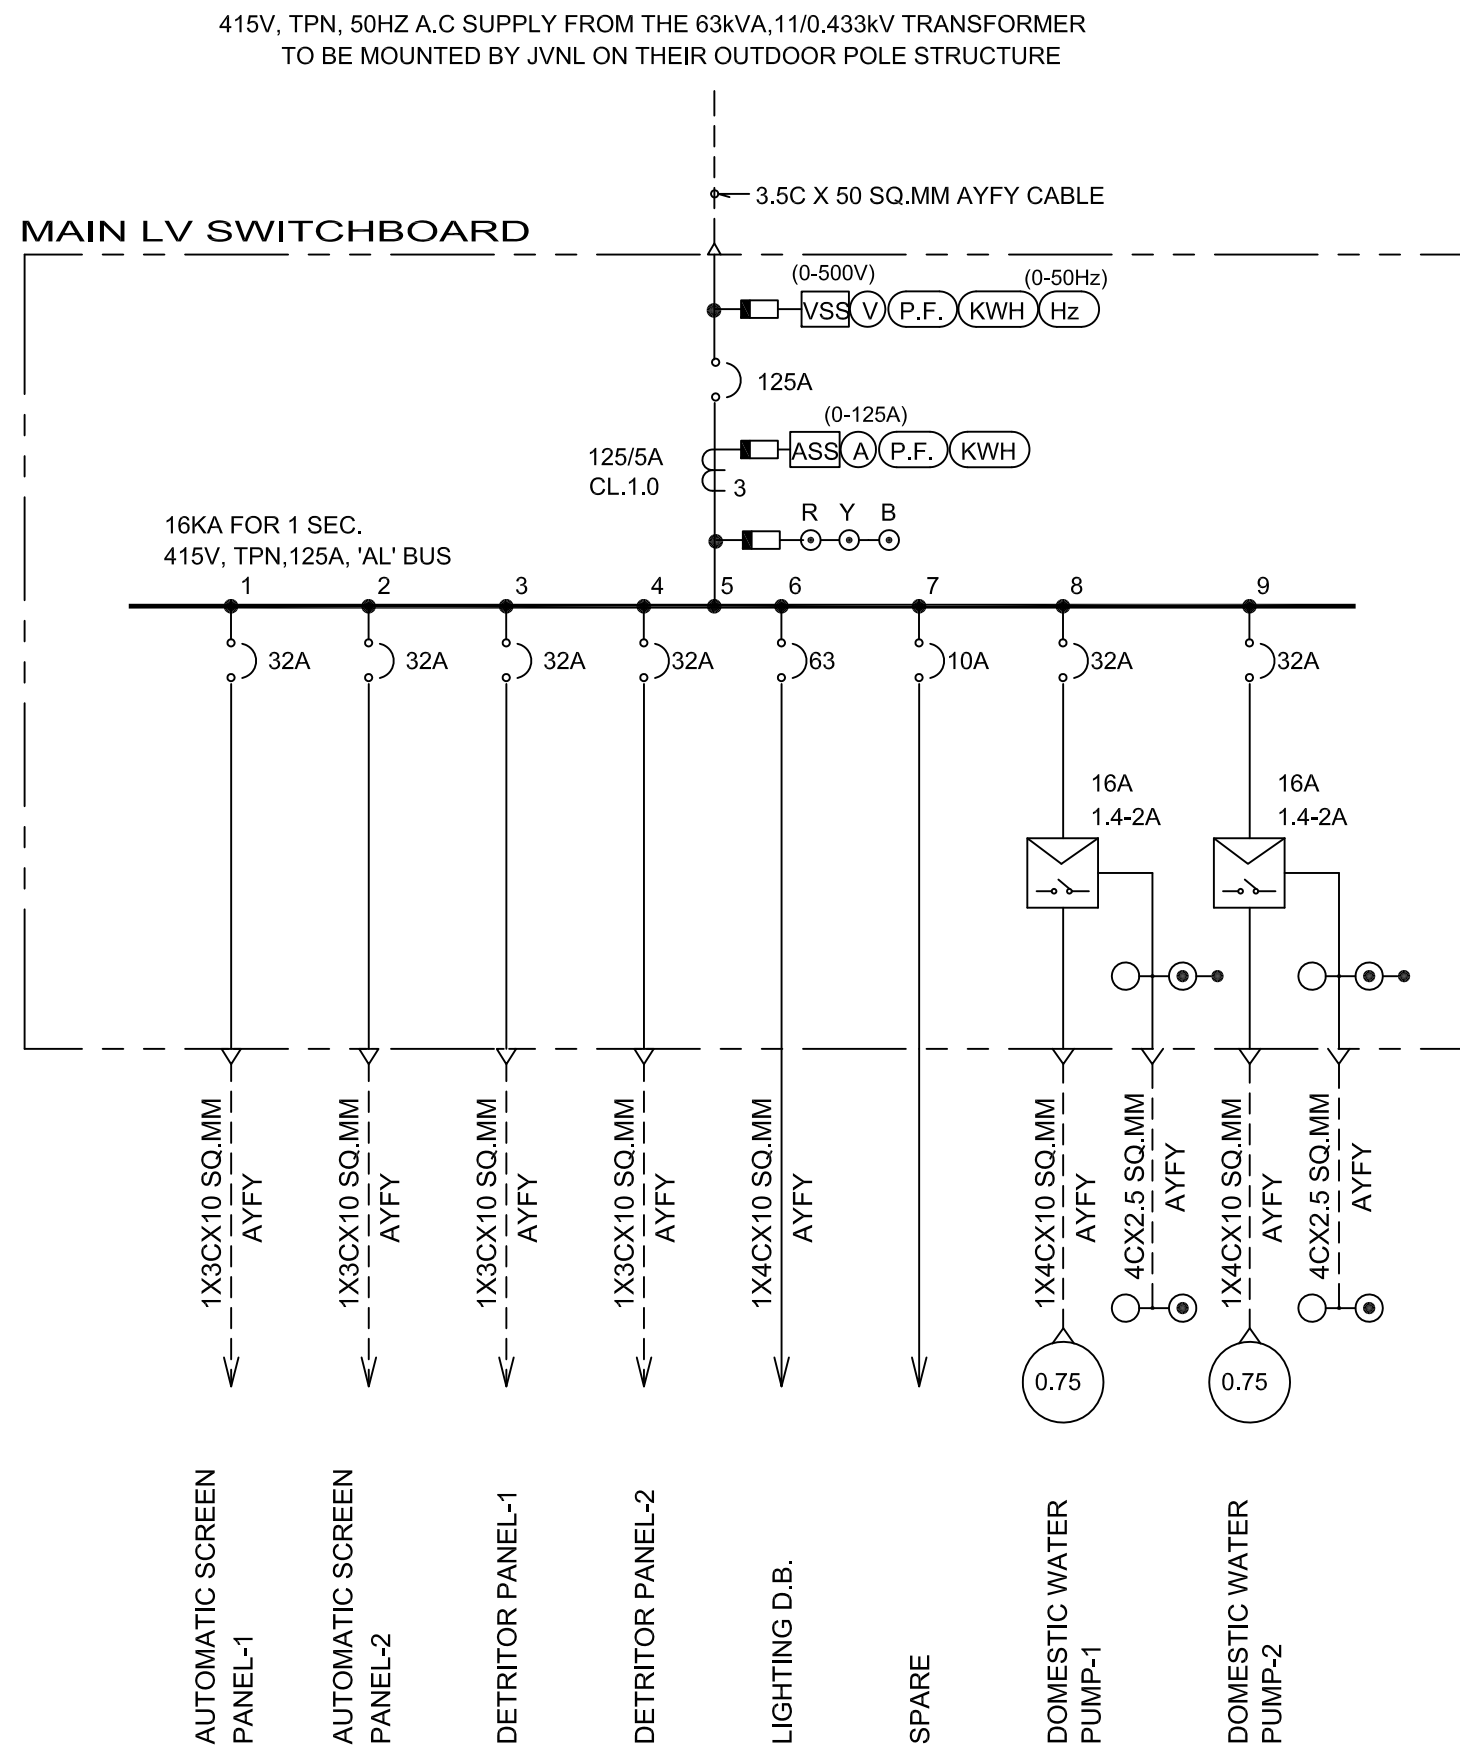 415V, TPN, 50HZ A.C SUPPLY FROM THE 63kVA,11/0.433kV TRANSFORMER
TO BE MOUNTED BY JVNL ON THEIR OUTDOOR POLE STRUCTURE
3.5C X 50 SQ.MM AYFY CABLE
MAIN LV SWITCHBOARD
(0-500V)
(0-50Hz)
VSS V P.F. KWH Hz
125A
(0-125A)
ASS A P.F. KWH
125/5A
CL.1.0
3
R Y B
16KA FOR 1 SEC.
415V, TPN,125A, 'AL' BUS
1 2 3 4 5 6 7 8 9
32A 32A 32A 32A 63 10A 32A 32A
16A
1.4-2A
16A
1.4-2A
1X3CX10 SQ.MM
AYFY
1X3CX10 SQ.MM
AYFY
1X3CX10 SQ.MM
AYFY
1X3CX10 SQ.MM
AYFY
1X4CX10 SQ.MM
AYFY
1X4CX10 SQ.MM
AYFY
4CX2.5 SQ.MM
AYFY
1X4CX10 SQ.MM
AYFY
4CX2.5 SQ.MM
AYFY
0.75
0.75
AUTOMATIC SCREEN
PANEL-1
AUTOMATIC SCREEN
PANEL-2
DETRITOR PANEL-1
DETRITOR PANEL-2
LIGHTING D.B.
SPARE
DOMESTIC WATER
PUMP-1
DOMESTIC WATER
PUMP-2